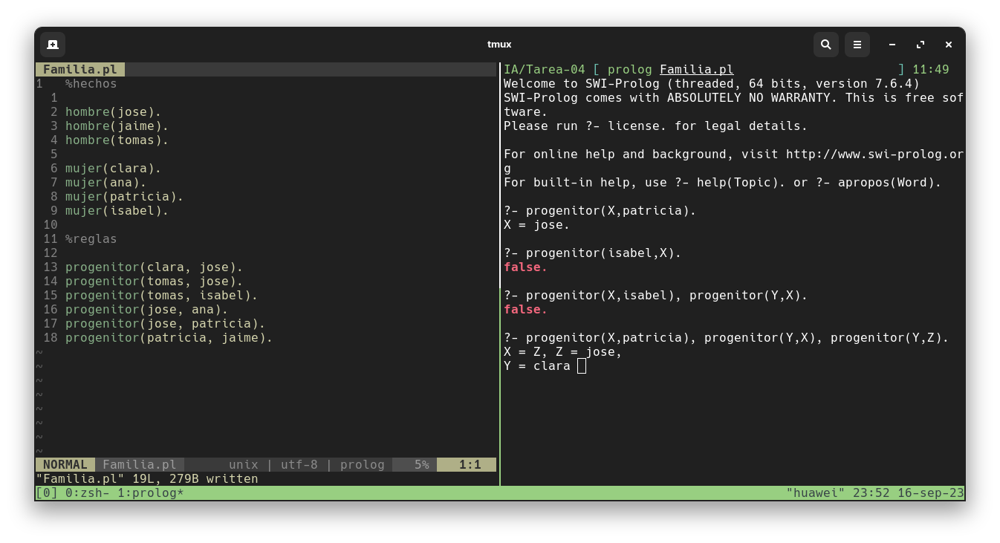 tmux
Familia.pl
1   %hechos
  1
  2 hombre(jose).
  3 hombre(jaime).
  4 hombre(tomas).
  5
  6 mujer(clara).
  7 mujer(ana).
  8 mujer(patricia).
  9 mujer(isabel).
 10
 11 %reglas
 12
 13 progenitor(clara, jose).
 14 progenitor(tomas, jose).
 15 progenitor(tomas, isabel).
 16 progenitor(jose, ana).
 17 progenitor(jose, patricia).
 18 progenitor(patricia, jaime).
~
~
~
~
~
~
~
~
NORMAL Familia.pl unix | utf-8 | prolog 5% 1:1
"Familia.pl" 19L, 279B written
IA/Tarea-04 [ prolog Familia.pl ] 11:49
Welcome to SWI-Prolog (threaded, 64 bits, version 7.6.4)
SWI-Prolog comes with ABSOLUTELY NO WARRANTY. This is free sof
tware.
Please run ?- license. for legal details.

For online help and background, visit http://www.swi-prolog.or
g
For built-in help, use ?- help(Topic). or ?- apropos(Word).

?- progenitor(X,patricia).
X = jose.

?- progenitor(isabel,X).
false.

?- progenitor(X,isabel), progenitor(Y,X).
false.

?- progenitor(X,patricia), progenitor(Y,X), progenitor(Y,Z).
X = Z, Z = jose,
Y = clara
[0] 0:zsh- 1:prolog* "huawei" 23:52 16-sep-23